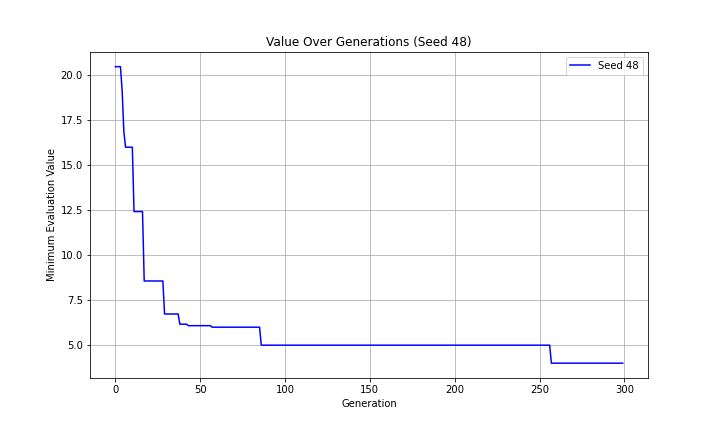 Value Over Generations (Seed 48)
Seed 48
20.0
17.5
15.0
12.5
10.0
7.5
5.0
Minimum Evaluation Value
0 50 100 150 200 250 300
Generation